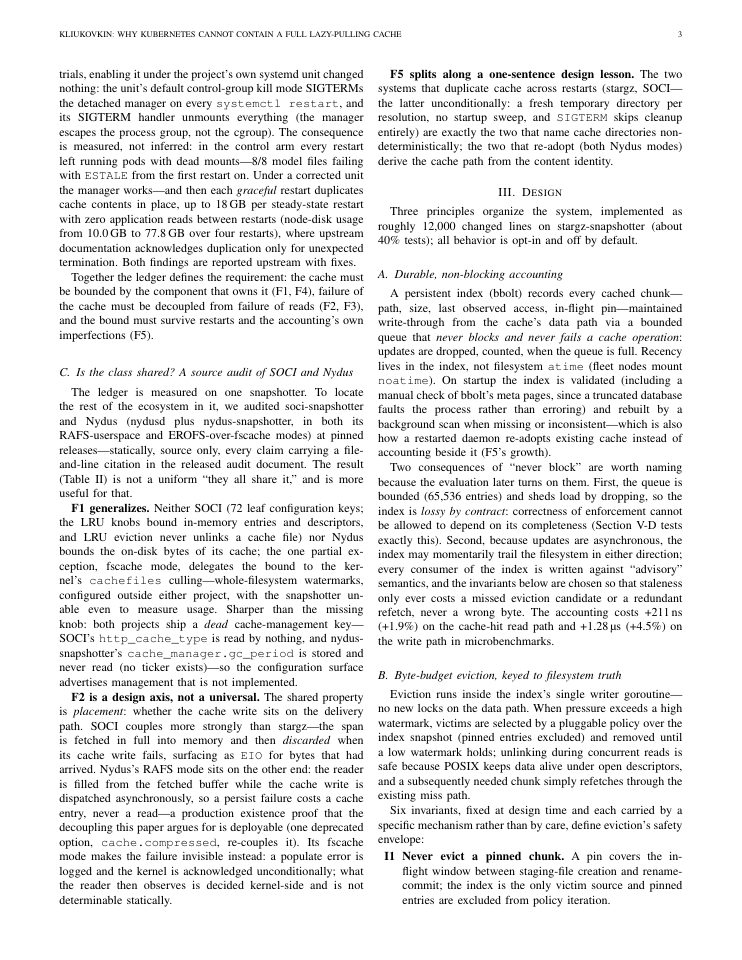 KLIUKOVKIN: WHY KUBERNETES CANNOT CONTAIN A FULL LAZY-PULLING CACHE 3
trials, enabling it under the project's own systemd unit changed
nothing: the unit's default control-group kill mode SIGTERMs
the detached manager on every systemctl restart, and
its SIGTERM handler unmounts everything (the manager
escapes the process group, not the cgroup). The consequence
is measured, not inferred: in the control arm every restart
left running pods with dead mounts—8/8 model files failing
with ESTALE from the first restart on. Under a corrected unit
the manager works—and then each graceful restart duplicates
cache contents in place, up to 18 GB per steady-state restart
with zero application reads between restarts (node-disk usage
from 10.0 GB to 77.8 GB over four restarts), where upstream
documentation acknowledges duplication only for unexpected
termination. Both findings are reported upstream with fixes.
Together the ledger defines the requirement: the cache must
be bounded by the component that owns it (F1, F4), failure of
the cache must be decoupled from failure of reads (F2, F3),
and the bound must survive restarts and the accounting's own
imperfections (F5).
C. Is the class shared? A source audit of SOCI and Nydus
The ledger is measured on one snapshotter. To locate
the rest of the ecosystem in it, we audited soci-snapshotter
and Nydus (nydusd plus nydus-snapshotter, in both its
RAFS-userspace and EROFS-over-fscache modes) at pinned
releases—statically, source only, every claim carrying a file-
and-line citation in the released audit document. The result
(Table II) is not a uniform “they all share it,” and is more
useful for that.
F1 generalizes. Neither SOCI (72 leaf configuration keys;
the LRU knobs bound in-memory entries and descriptors,
and LRU eviction never unlinks a cache file) nor Nydus
bounds the on-disk bytes of its cache; the one partial ex-
ception, fscache mode, delegates the bound to the ker-
nel's cachefiles culling—whole-filesystem watermarks,
configured outside either project, with the snapshotter un-
able even to measure usage. Sharper than the missing
knob: both projects ship a dead cache-management key—
SOCI's http_cache_type is read by nothing, and nydus-
snapshotter's cache_manager.gc_period is stored and
never read (no ticker exists)—so the configuration surface
advertises management that is not implemented.
F2 is a design axis, not a universal. The shared property
is placement: whether the cache write sits on the delivery
path. SOCI couples more strongly than stargz—the span
is fetched in full into memory and then discarded when
its cache write fails, surfacing as EIO for bytes that had
arrived. Nydus's RAFS mode sits on the other end: the reader
is filled from the fetched buffer while the cache write is
dispatched asynchronously, so a persist failure costs a cache
entry, never a read—a production existence proof that the
decoupling this paper argues for is deployable (one deprecated
option, cache.compressed, re-couples it). Its fscache
mode makes the failure invisible instead: a populate error is
logged and the kernel is acknowledged unconditionally; what
the reader then observes is decided kernel-side and is not
determinable statically.
F5 splits along a one-sentence design lesson. The two
systems that duplicate cache across restarts (stargz, SOCI—
the latter unconditionally: a fresh temporary directory per
resolution, no startup sweep, and SIGTERM skips cleanup
entirely) are exactly the two that name cache directories non-
deterministically; the two that re-adopt (both Nydus modes)
derive the cache path from the content identity.
III. DESIGN
Three principles organize the system, implemented as
roughly 12,000 changed lines on stargz-snapshotter (about
40% tests); all behavior is opt-in and off by default.
A. Durable, non-blocking accounting
A persistent index (bbolt) records every cached chunk—
path, size, last observed access, in-flight pin—maintained
write-through from the cache's data path via a bounded
queue that never blocks and never fails a cache operation:
updates are dropped, counted, when the queue is full. Recency
lives in the index, not filesystem atime (fleet nodes mount
noatime). On startup the index is validated (including a
manual check of bbolt's meta pages, since a truncated database
faults the process rather than erroring) and rebuilt by a
background scan when missing or inconsistent—which is also
how a restarted daemon re-adopts existing cache instead of
accounting beside it (F5's growth).
Two consequences of “never block” are worth naming
because the evaluation later turns on them. First, the queue is
bounded (65,536 entries) and sheds load by dropping, so the
index is lossy by contract: correctness of enforcement cannot
be allowed to depend on its completeness (Section V-D tests
exactly this). Second, because updates are asynchronous, the
index may momentarily trail the filesystem in either direction;
every consumer of the index is written against “advisory”
semantics, and the invariants below are chosen so that staleness
only ever costs a missed eviction candidate or a redundant
refetch, never a wrong byte. The accounting costs +211 ns
(+1.9%) on the cache-hit read path and +1.28 μs (+4.5%) on
the write path in microbenchmarks.
B. Byte-budget eviction, keyed to filesystem truth
Eviction runs inside the index's single writer goroutine—
no new locks on the data path. When pressure exceeds a high
watermark, victims are selected by a pluggable policy over the
index snapshot (pinned entries excluded) and removed until
a low watermark holds; unlinking during concurrent reads is
safe because POSIX keeps data alive under open descriptors,
and a subsequently needed chunk simply refetches through the
existing miss path.
Six invariants, fixed at design time and each carried by a
specific mechanism rather than by care, define eviction's safety
envelope:
I1 Never evict a pinned chunk. A pin covers the in-
flight window between staging-file creation and rename-
commit; the index is the only victim source and pinned
entries are excluded from policy iteration.